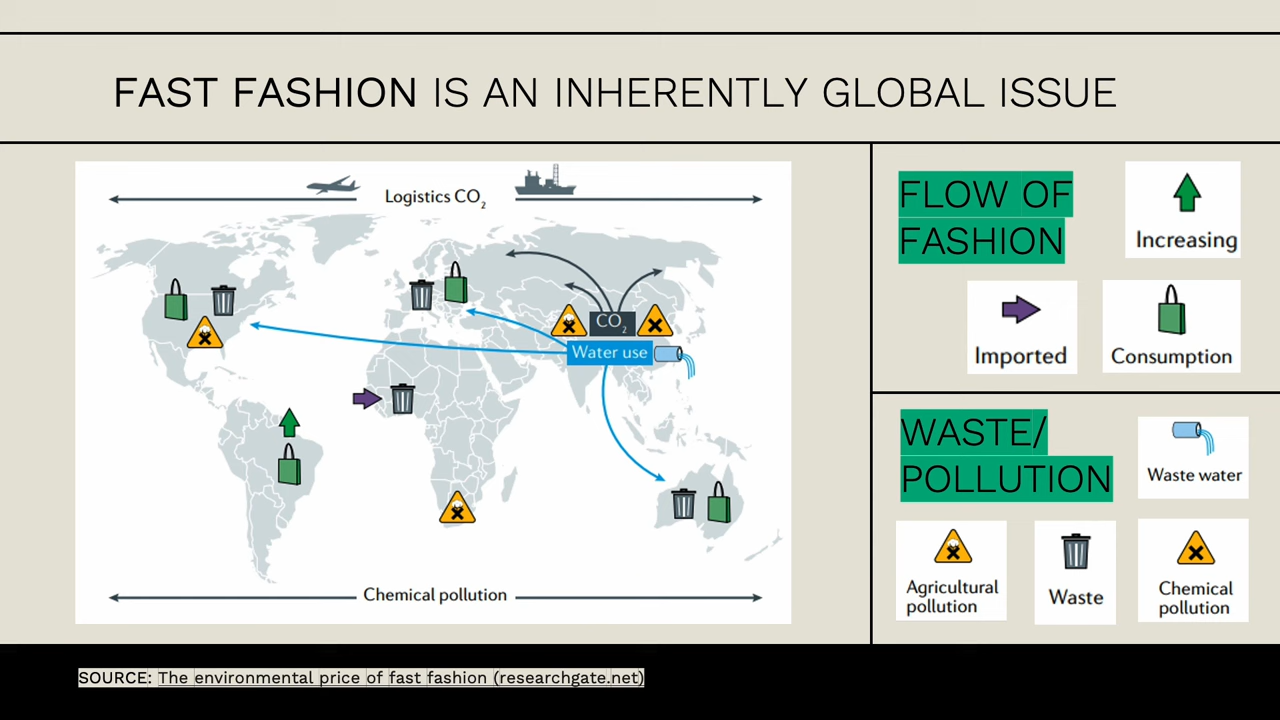 FAST FASHION IS AN INHERENTLY GLOBAL ISSUE
Logistics CO₂
CO₂
Water use
Chemical pollution
FLOW OF
FASHION
Increasing
Imported
Consumption
WASTE/
POLLUTION
Waste water
Agricultural
pollution
Waste
Chemical
pollution
SOURCE: The environmental price of fast fashion (researchgate.net)